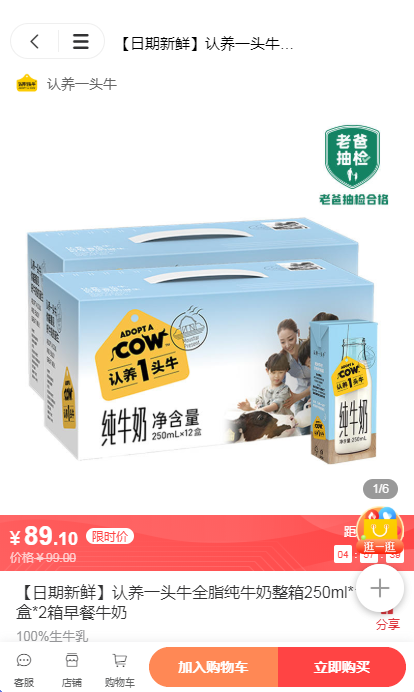 【日期新鲜】认养一头牛…
认养一头牛
老爸
抽检
老爸抽检合格
ADOPT A
COW
认养1头牛
纯牛奶 净含量
250mL×12盒
ADOPT A
COW
认养1头牛
纯牛奶
净含量:250mL
1/6
¥89.10 限时价
价格¥99.00
距
04
逛一逛
【日期新鲜】认养一头牛全脂纯牛奶整箱250ml*
盒*2箱早餐牛奶
100%生牛乳
分享
客服 店铺 购物车 加入购物车 立即购买